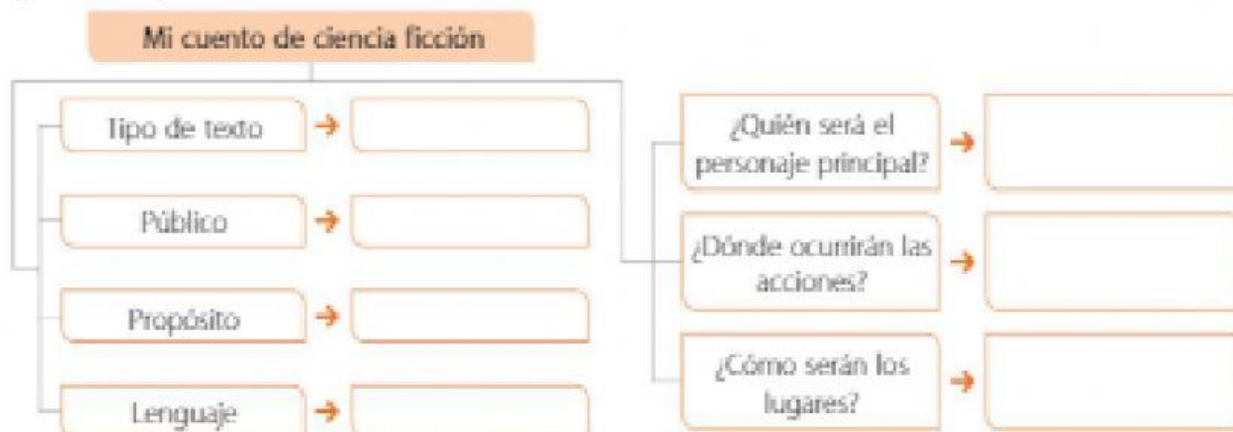 Mi cuento de ciencia ficción
Tipo de texto
Público
Propósito
Lenguaje
¿Quién será el
personaje principal?
¿Dónde ocurrirán las
acciones?
¿Cómo serán los
lugares?